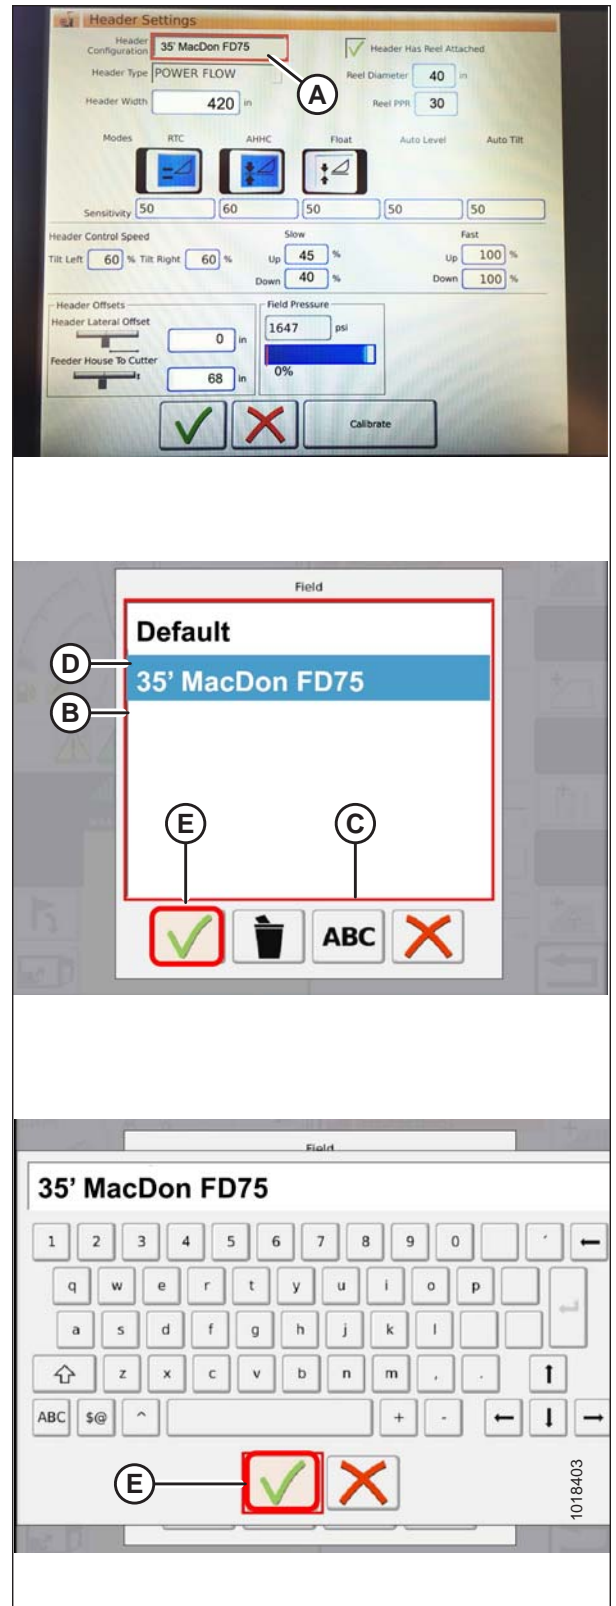 Header Settings
Header Configuration 35' MacDon FD75
Header Has Reel Attached
Header Type POWER FLOW
Reel Diameter 40 in
A
Header Width 420 in
Reel PPR 30
Modes RTC AHHC Float Auto Level Auto Tilt
Sensitivity 50 60 50 50 50
Header Control Speed Slow Fast
Tilt Left 60 % Tilt Right 60 % Up 45 % Up 100 %
Down 40 % Down 100 %
Header Offsets Field Pressure
Header Lateral Offset
0 in 1647 psi
Feeder House To Cutter
68 in 0%
Calibrate
Field
Default
D
35' MacDon FD75
B
E C
ABC
Field
35' MacDon FD75
1 2 3 4 5 6 7 8 9 0 ´ ←
q w e r t y u i o p
a s d f g h j k l
z x c v b n m , . ↑
ABC $@ ^ + - ← ↓ →
E
1018403